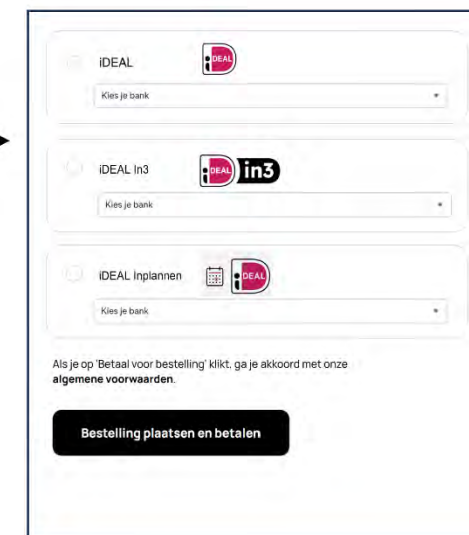 iDEAL
iDEAL
Kies je bank
iDEAL In3
iDEAL in3
Kies je bank
iDEAL Inplannen
iDEAL
Kies je bank
Als je op 'Betaal voor bestelling' klikt, ga je akkoord met onze
algemene voorwaarden.
Bestelling plaatsen en betalen